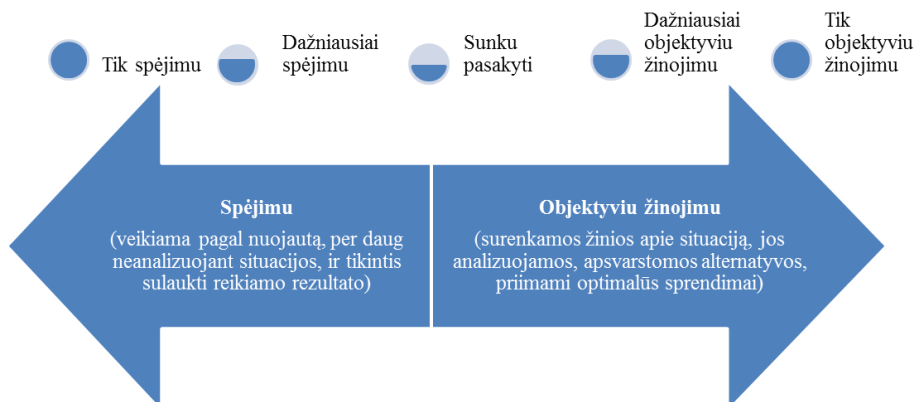 Tik spėjimu
Dažniausiai
spėjimu
Sunku
pasakyti
Dažniausiai
objektyviu
žinojimu
Tik
objektyviu
žinojimu
Spėjimu
(veikiama pagal nuojautą, per daug
neanalizuojant situacijos, ir tikintis
sulaukti reikiamo rezultato)
Objektyviu žinojimu
(surenkamos žinios apie situaciją, jos
analizuojamos, apsvarstomos alternatyvos,
priimami optimalūs sprendimai)